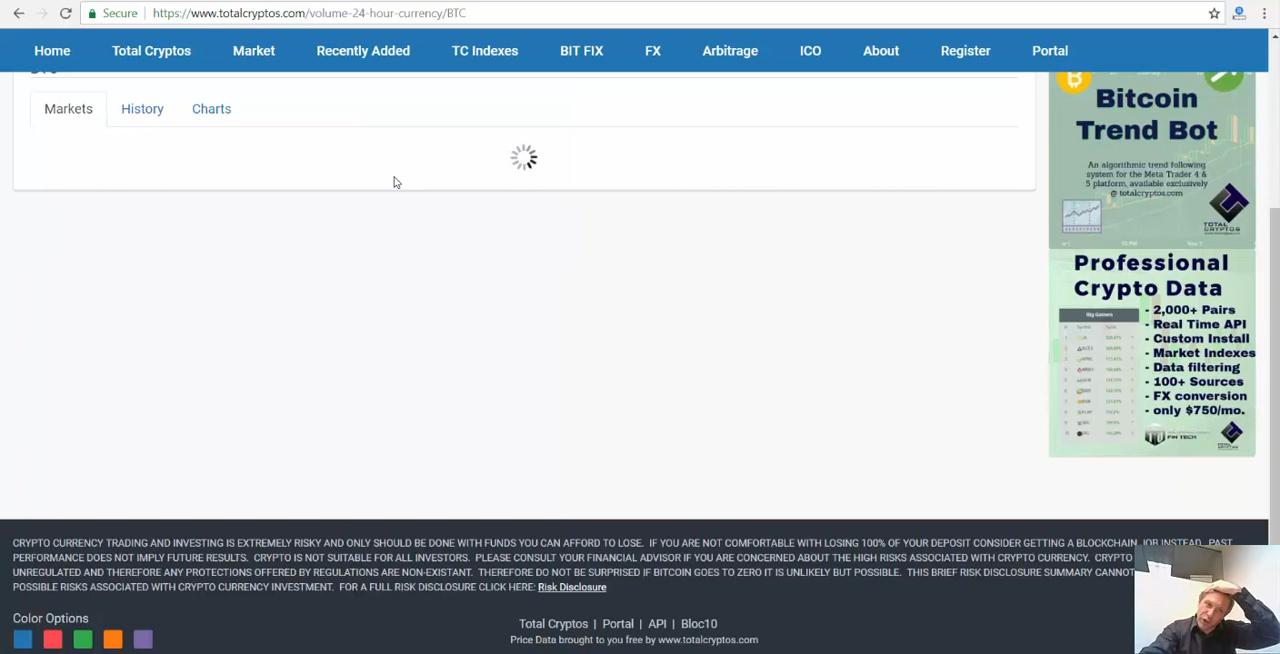 Secure https://www.totalcryptos.com/volume-24-hour-currency/BTC
Home Total Cryptos Market Recently Added TC Indexes BIT FIX FX Arbitrage ICO About Register Portal
Markets History Charts
Bitcoin
Trend Bot
An algorithmic trend following
system for the Meta Trader 4 &
5 platform, available exclusively
@ totalcryptos.com
TOTAL
CRYPTOS
Professional
Crypto Data
Big Gainers
- 2,000+ Pairs
- Real Time API
- Custom Install
- Market Indexes
- Data filtering
- 100+ Sources
- FX conversion
- only $750/mo.
FIN TECH
CRYPTO CURRENCY TRADING AND INVESTING IS EXTREMELY RISKY AND ONLY SHOULD BE DONE WITH FUNDS YOU CAN AFFORD TO LOSE. IF YOU ARE NOT COMFORTABLE WITH LOSING 100% OF YOUR DEPOSIT CONSIDER GETTING A BLOCKCHAIN JOB INSTEAD. PAST
PERFORMANCE DOES NOT IMPLY FUTURE RESULTS. CRYPTO IS NOT SUITABLE FOR ALL INVESTORS. PLEASE CONSULT YOUR FINANCIAL ADVISOR IF YOU ARE CONCERNED ABOUT THE HIGH RISKS ASSOCIATED WITH CRYPTO CURRENCY. CRYPTO
UNREGULATED AND THEREFORE ANY PROTECTIONS OFFERED BY REGULATIONS ARE NON-EXISTANT. THEREFORE DO NOT BE SURPRISED IF BITCOIN GOES TO ZERO IT IS UNLIKELY BUT POSSIBLE. THIS BRIEF RISK DISCLOSURE SUMMARY CANNOT
POSSIBLE RISKS ASSOCIATED WITH CRYPTO CURRENCY INVESTMENT. FOR A FULL RISK DISCLOSURE CLICK HERE: Risk Disclosure
Color Options
Total Cryptos | Portal | API | Bloc10
Price Data brought to you free by www.totalcryptos.com